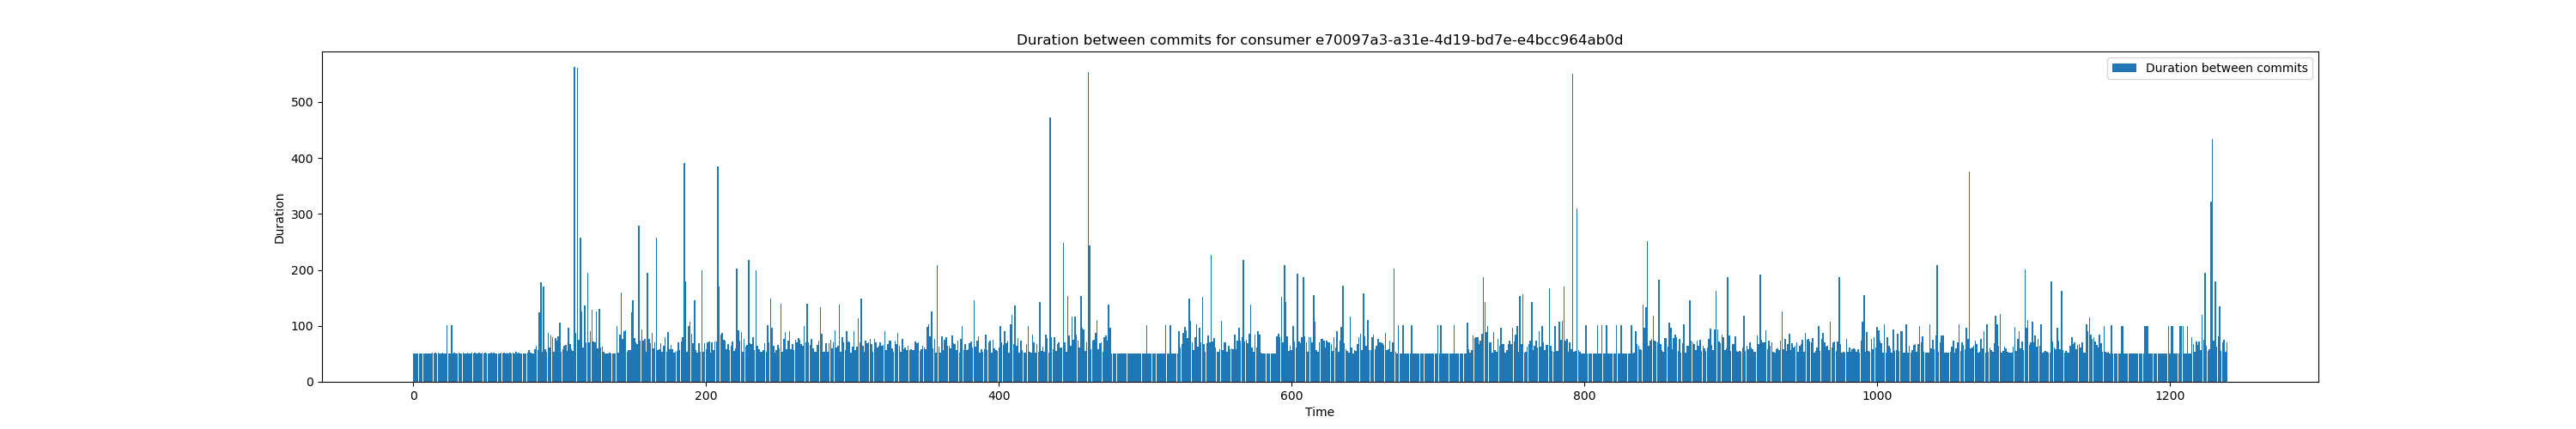 Duration between commits for consumer e70097a3-a31e-4d19-bd7e-e4bcc964ab0d
Duration between commits
500
400
300
200
100
0
Duration
0 200 400 600 800 1000 1200
Time